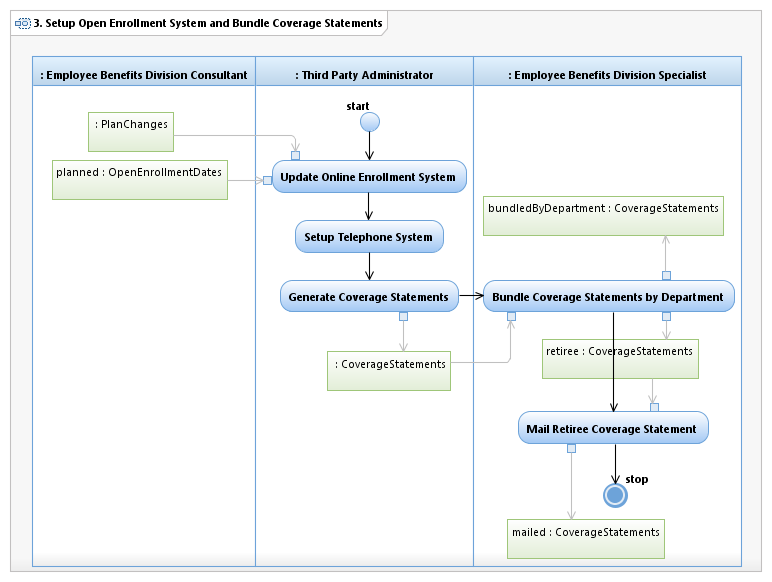 3. Setup Open Enrollment System and Bundle Coverage Statements
: Employee Benefits Division Consultant
: Third Party Administrator
: Employee Benefits Division Specialist
start
: PlanChanges
planned : OpenEnrollmentDates
Update Online Enrollment System
bundledByDepartment : CoverageStatements
Setup Telephone System
Generate Coverage Statements
Bundle Coverage Statements by Department
retiree : CoverageStatements
: CoverageStatements
Mail Retiree Coverage Statement
stop
mailed : CoverageStatements